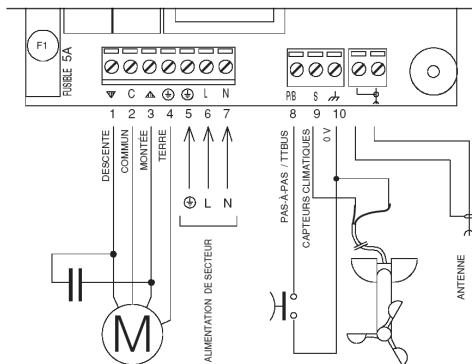 F1
FUSIBLE 5A
C
L
N
P/B
S
1
2
3
4
5
6
7
8
9
10
DESCENTE
COMMUN
MONTÉE
TERRE
L
N
ALIMENTATION DE SECTEUR
PAS-À-PAS / TTBUS
CAPTEURS CLIMATIQUES
0 V
ANTENNE
M